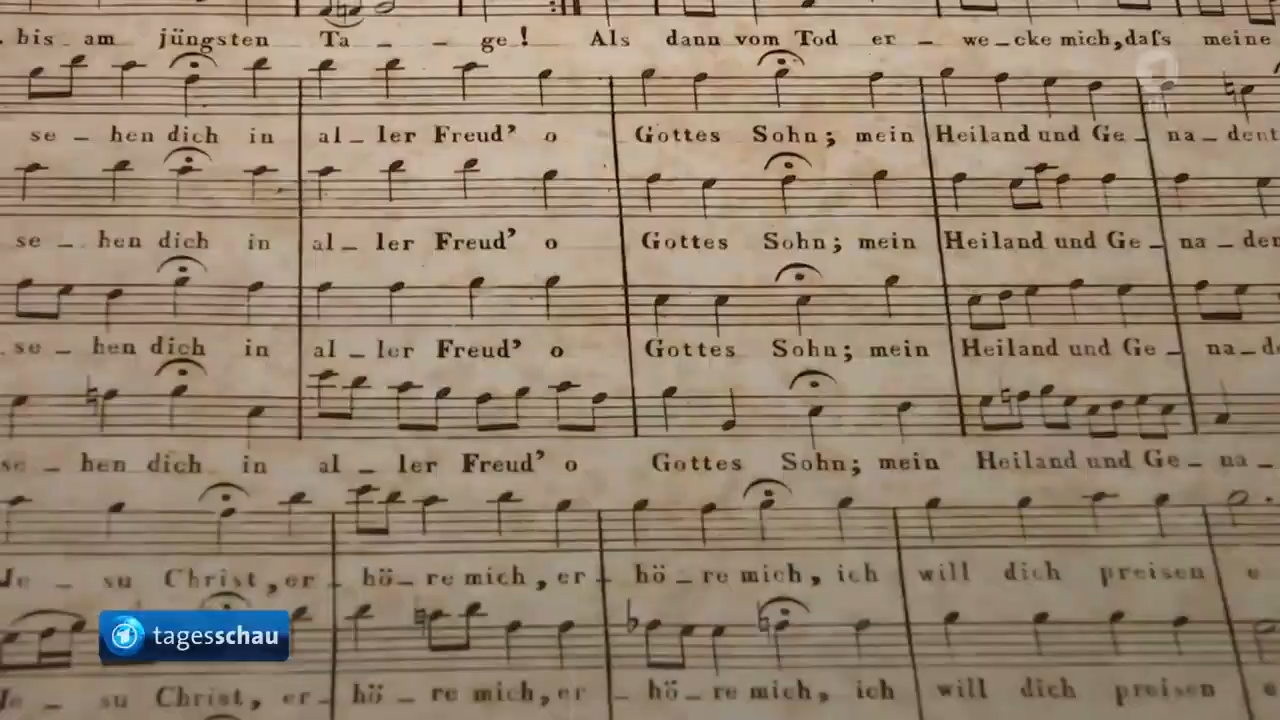 bis am jüngsten Ta _ _ ge! Als dann vom Tod er _ we_cke mich, daſs meine
se _ hen dich in al _ ler Freud' o Gottes Sohn; mein Heiland und Ge _ na _ dent
se _ hen dich in al _ ler Freud' o Gottes Sohn; mein Heiland und Ge _ na _ den
se _ hen dich in al _ ler Freud' o Gottes Sohn; mein Heiland und Ge _ na _ d
se _ hen dich in al _ ler Freud' o Gottes Sohn; mein Heiland und Ge _ na _
Je _ su Christ, er _ hö _ re mich, er _ hö _ re mich, ich will dich preisen e
tagesschau
Je _ su Christ, er _ hö _ re mich, er _ hö _ re mich, ich will dich preisen e